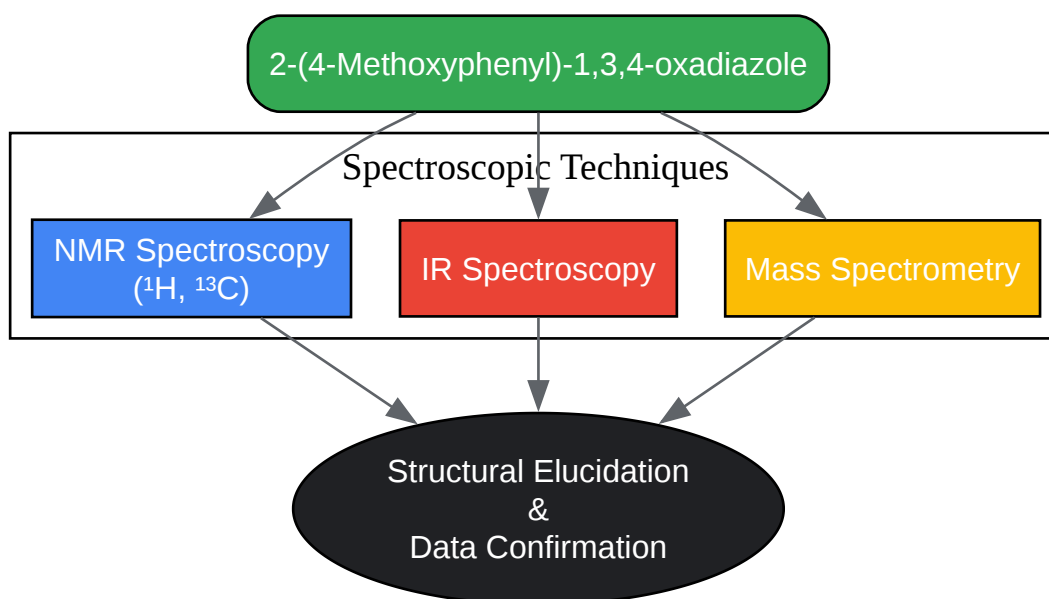 2-(4-Methoxyphenyl)-1,3,4-oxadiazole
Spectroscopic Techniques
NMR Spectroscopy
(¹H, ¹³C)
IR Spectroscopy
Mass Spectrometry
Structural Elucidation
&
Data Confirmation